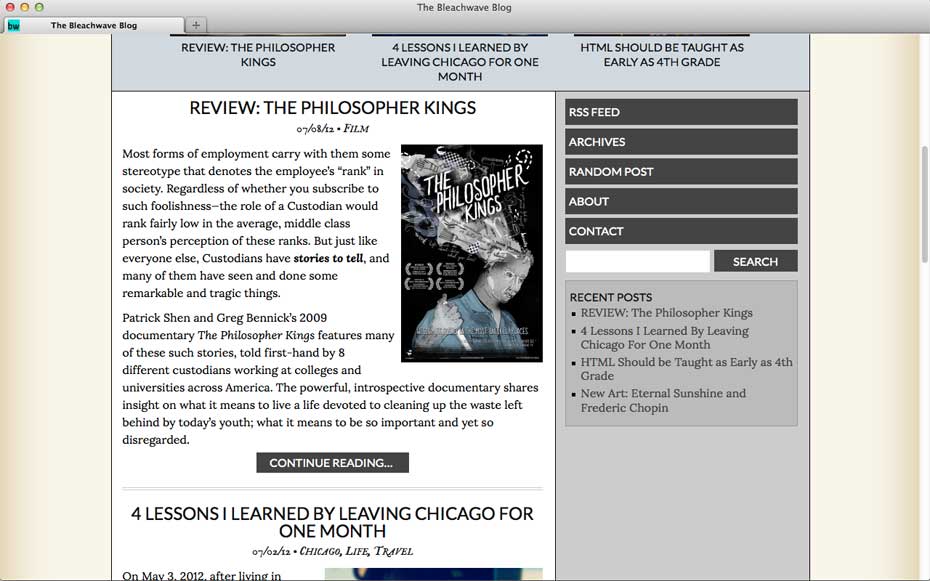 The Bleachwave Blog
bw
The Bleachwave Blog
REVIEW: THE PHILOSOPHER
KINGS
4 LESSONS I LEARNED BY
LEAVING CHICAGO FOR ONE
MONTH
HTML SHOULD BE TAUGHT AS
EARLY AS 4TH GRADE
REVIEW: THE PHILOSOPHER KINGS
07/08/12 • FILM
Most forms of employment carry with them some
stereotype that denotes the employee’s “rank” in
society. Regardless of whether you subscribe to
such foolishness—the role of a Custodian would
rank fairly low in the average, middle class
person’s perception of these ranks. But just like
everyone else, Custodians have stories to tell, and
many of them have seen and done some
remarkable and tragic things.
THE
PHILOSOPHER
KINGS
Patrick Shen and Greg Bennick’s 2009
documentary The Philosopher Kings features many
of these such stories, told first-hand by 8
different custodians working at colleges and
universities across America. The powerful, introspective documentary shares
insight on what it means to live a life devoted to cleaning up the waste left
behind by today’s youth; what it means to be so important and yet so
disregarded.
CONTINUE READING...
4 LESSONS I LEARNED BY LEAVING CHICAGO FOR
ONE MONTH
07/02/12 • CHICAGO, LIFE, TRAVEL
On May 3, 2012, after living in
RSS FEED
ARCHIVES
RANDOM POST
ABOUT
CONTACT
SEARCH
RECENT POSTS
REVIEW: The Philosopher Kings
4 Lessons I Learned By Leaving
Chicago For One Month
HTML Should be Taught as Early as 4th
Grade
New Art: Eternal Sunshine and
Frederic Chopin